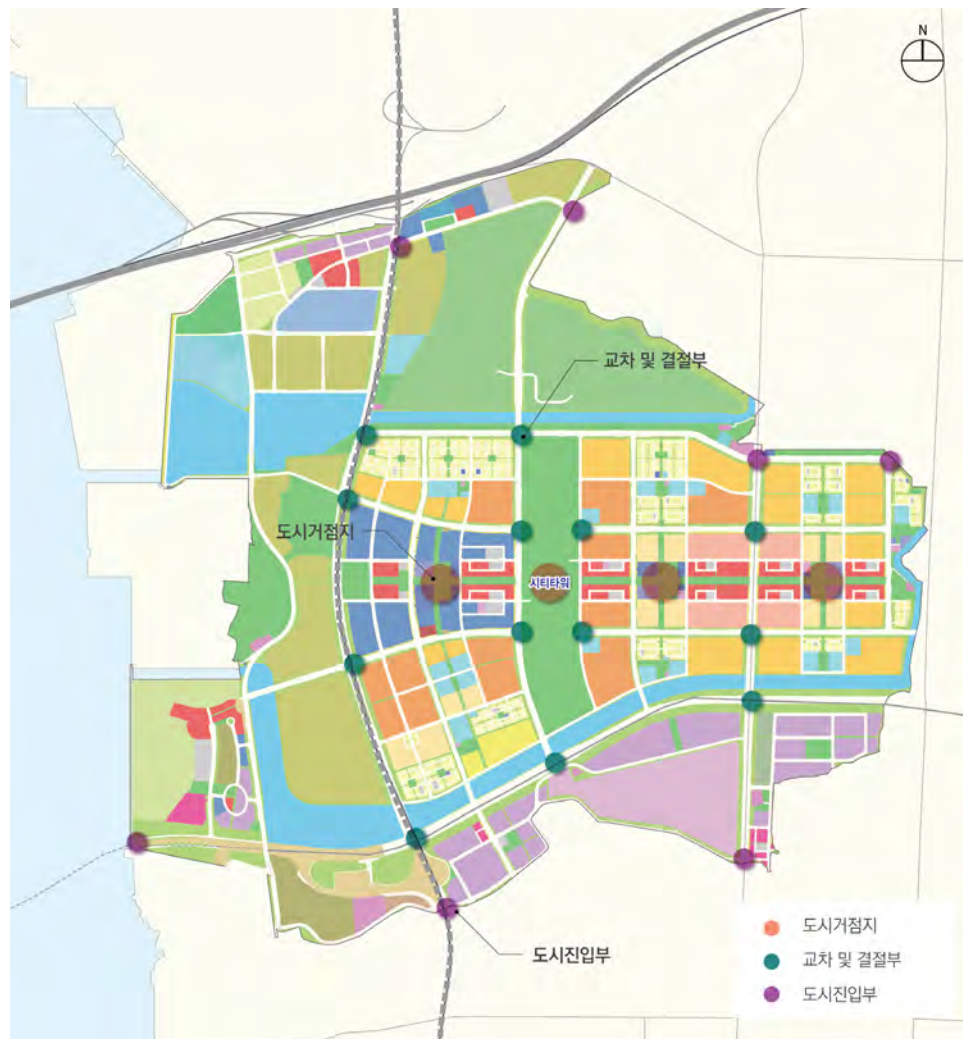 N
교차 및 결절부
도시거점지
시티타워
도시진입부
도시거점지
교차 및 결절부
도시진입부